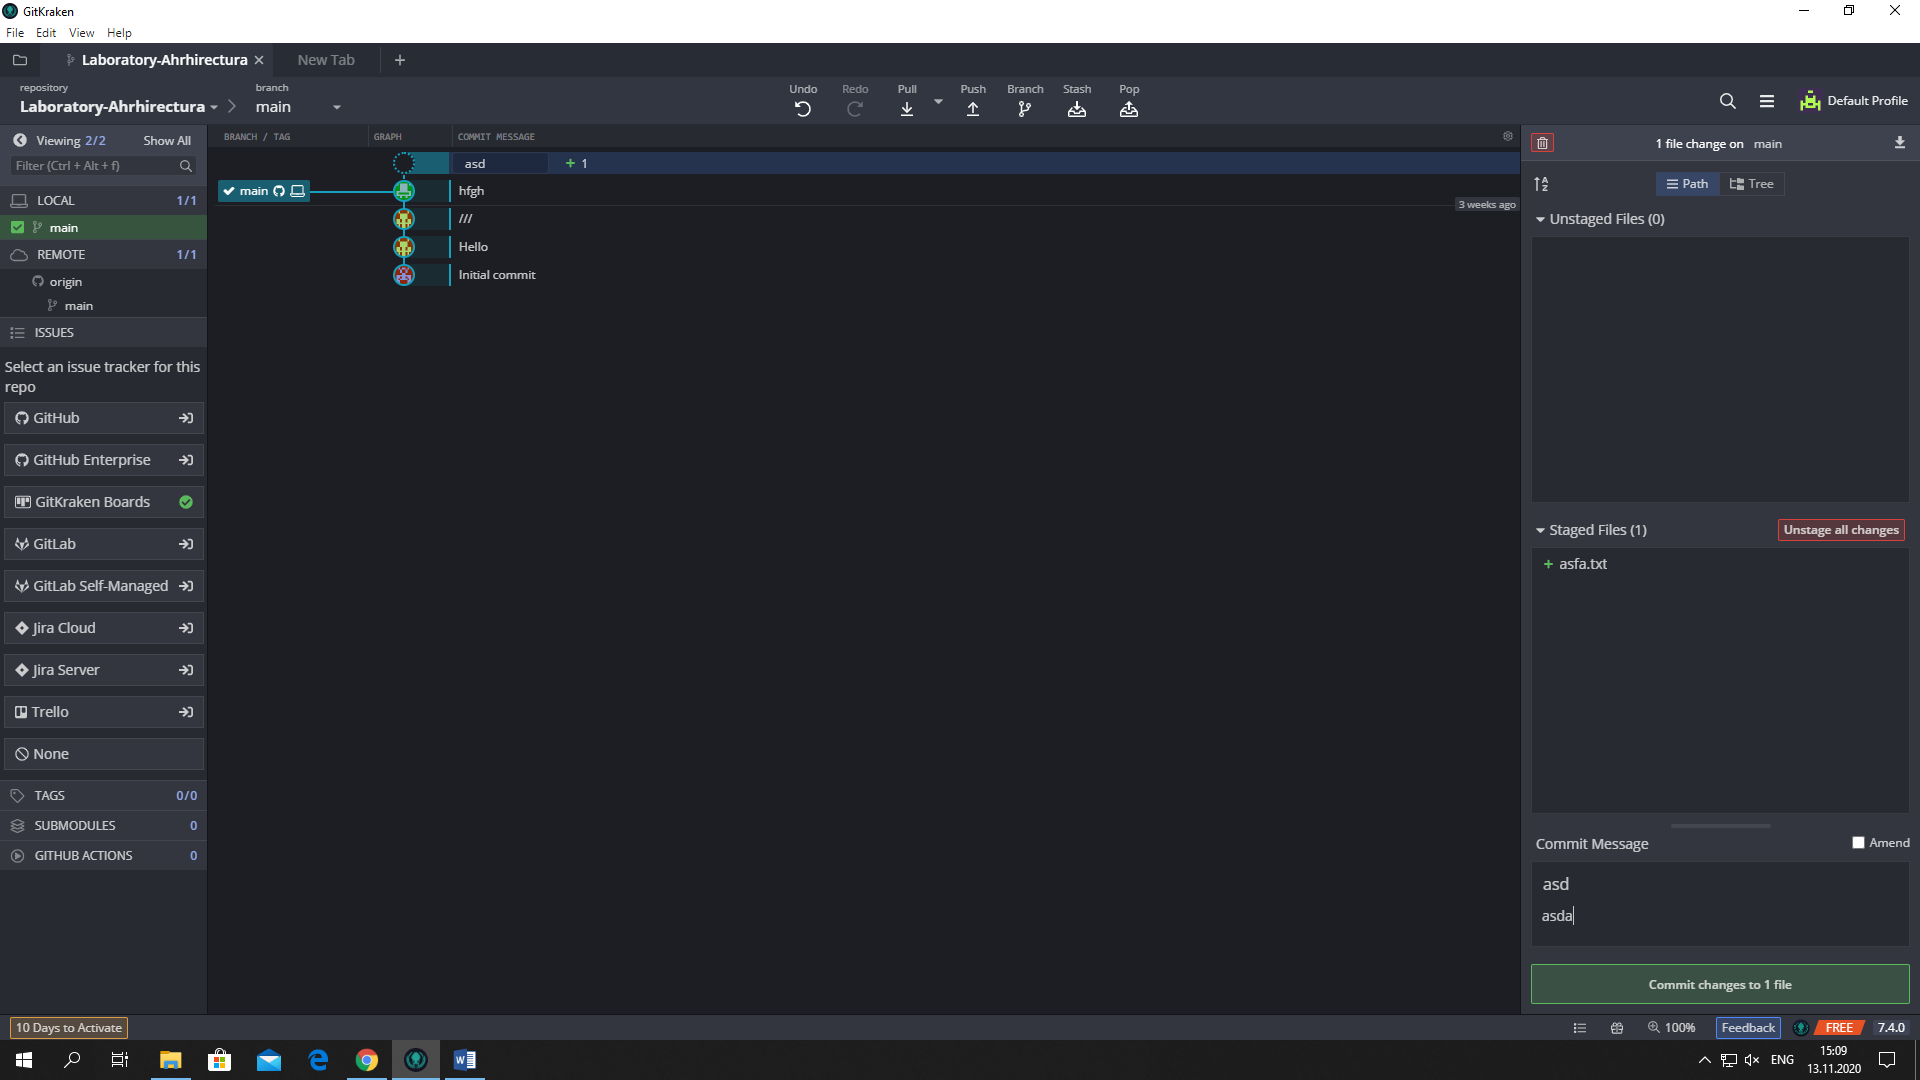 GitKraken
File Edit View Help
Laboratory-Ahrhirectura New Tab
repository
Laboratory-Ahrhirectura
branch
main
Undo Redo Pull Push Branch Stash Pop
Default Profile
Viewing 2/2 Show All
Filter (Ctrl + Alt + f)
LOCAL 1/1
main
REMOTE 1/1
origin
main
ISSUES
Select an issue tracker for this
repo
GitHub
GitHub Enterprise
GitKraken Boards
GitLab
GitLab Self-Managed
Jira Cloud
Jira Server
Trello
None
TAGS 0/0
SUBMODULES 0
GITHUB ACTIONS 0
BRANCH / TAG GRAPH COMMIT MESSAGE
asd + 1
main hfgh
3 weeks ago
///
Hello
Initial commit
1 file change on main
Path Tree
Unstaged Files (0)
Staged Files (1) Unstage all changes
+ asfa.txt
Commit Message Amend
asd
asda
Commit changes to 1 file
10 Days to Activate
100% Feedback FREE 7.4.0
ENG
15:09
13.11.2020